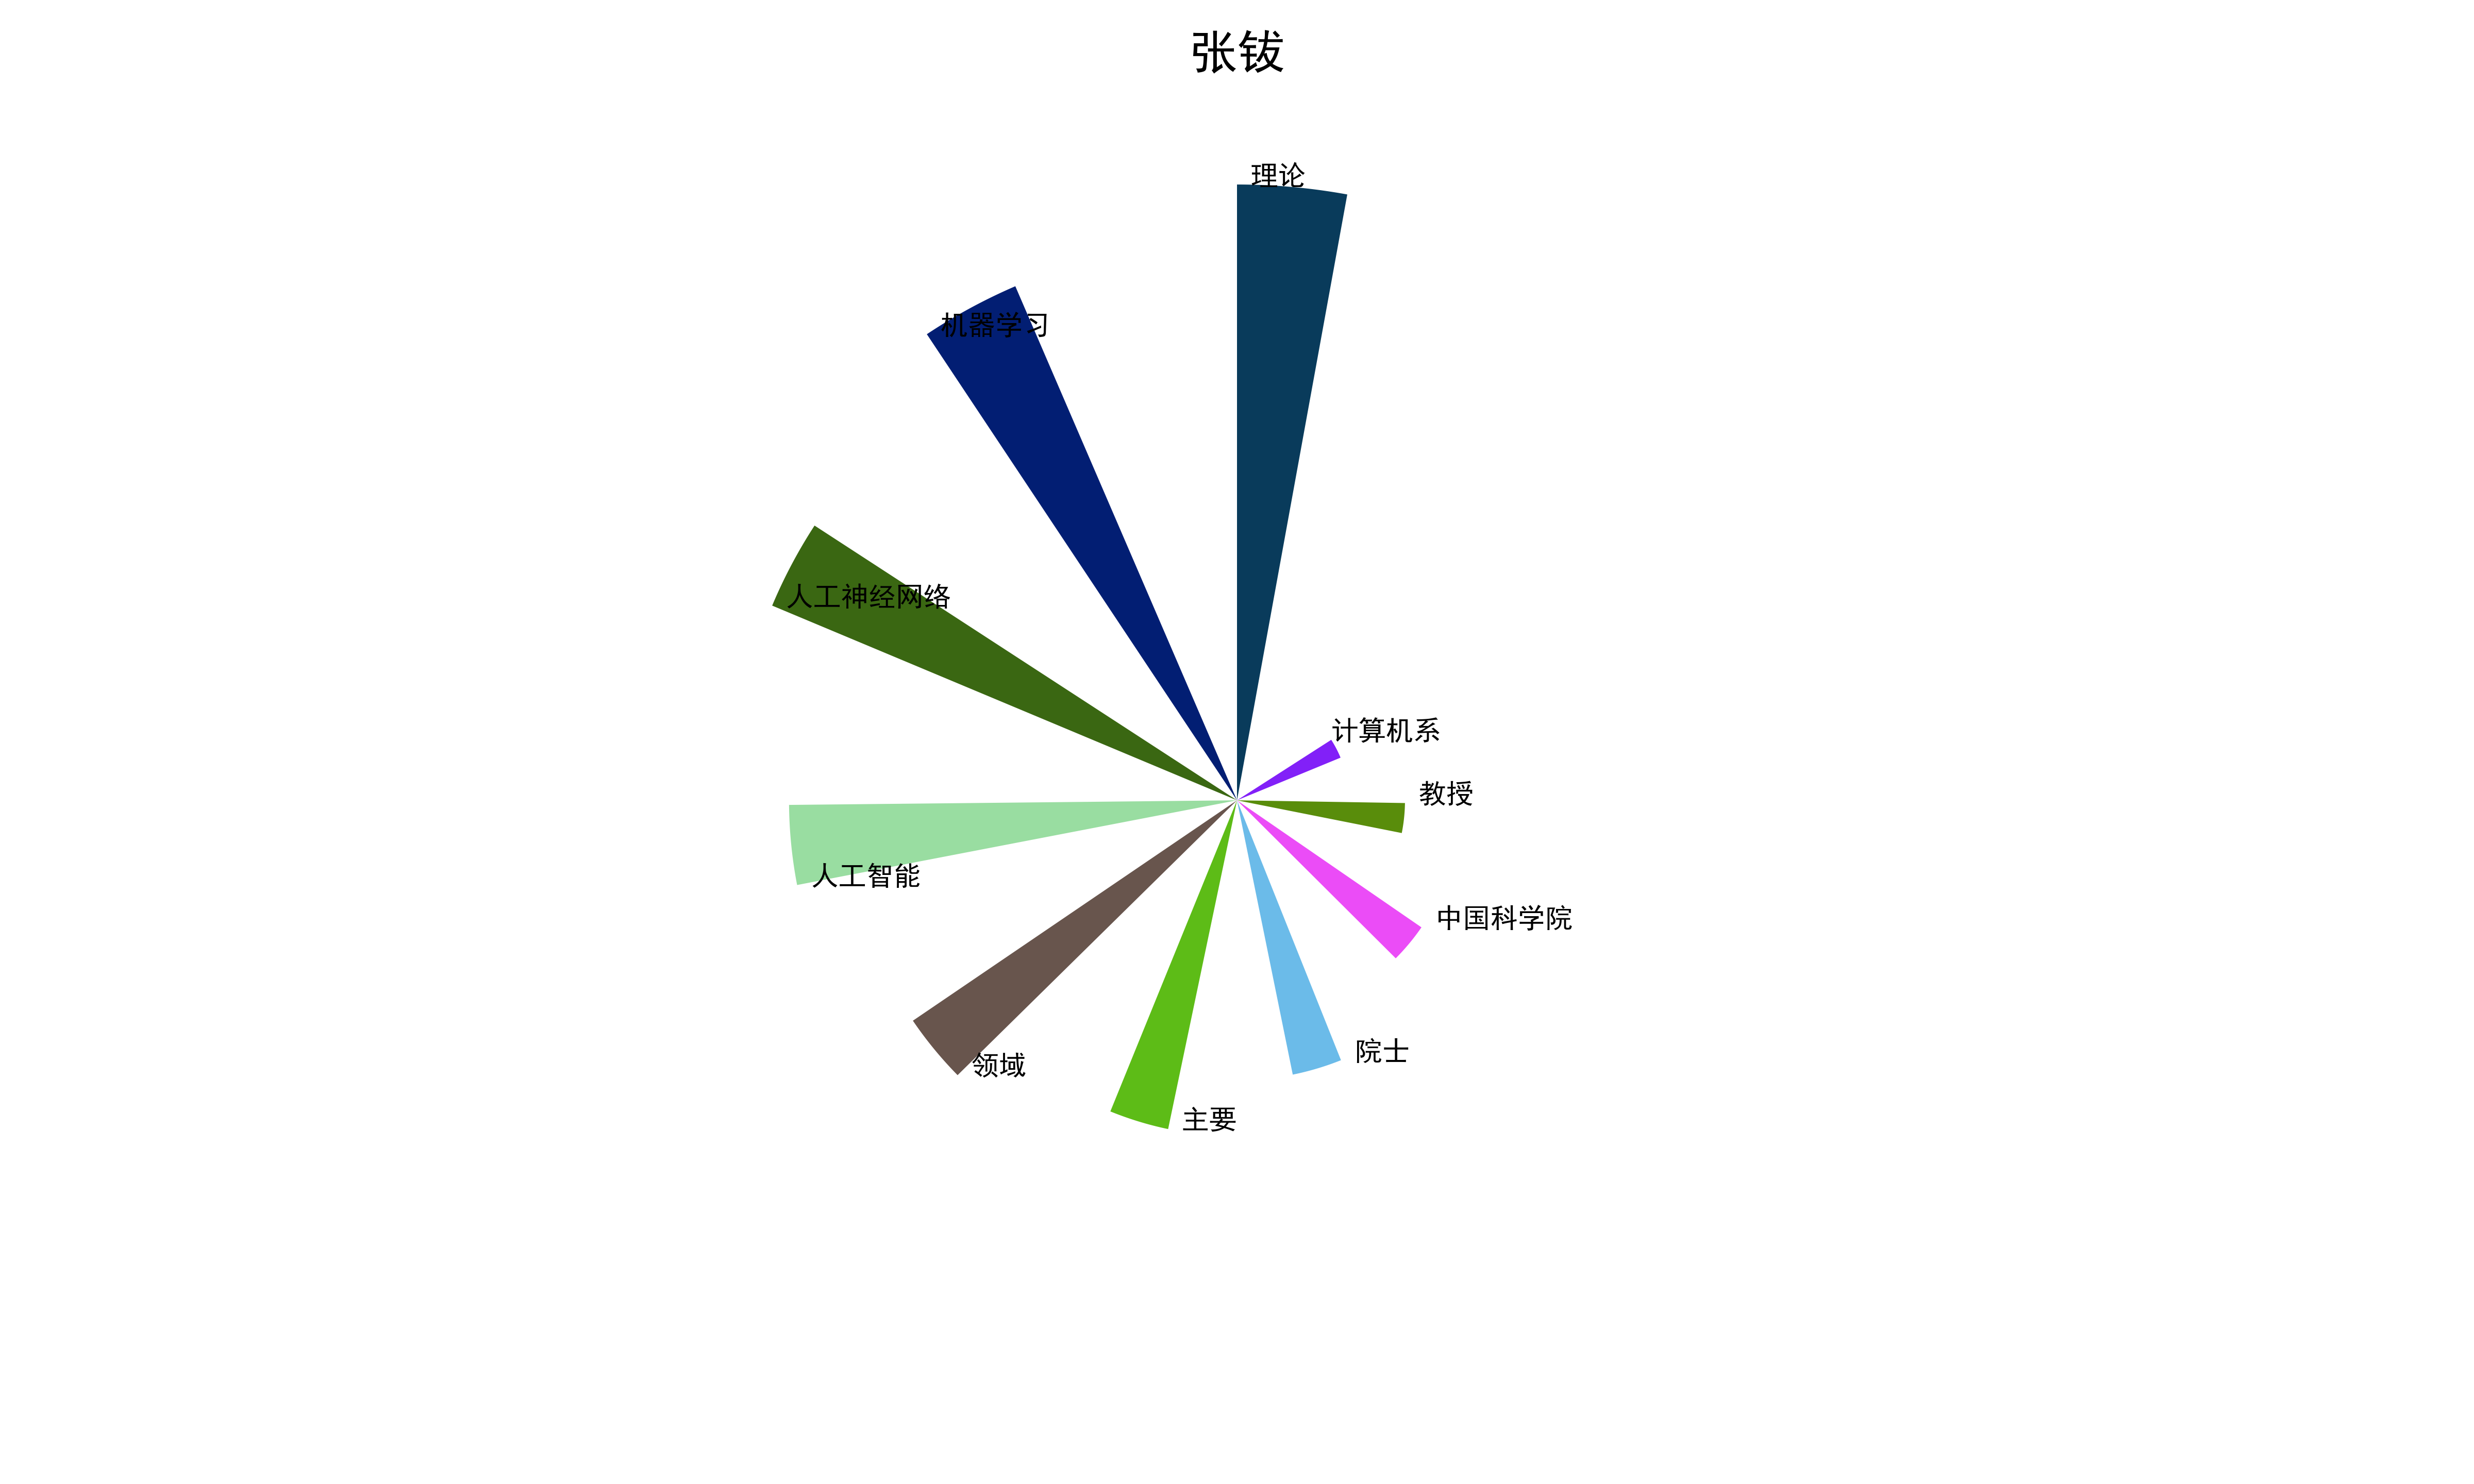 张钹
理论
机器学习
人工神经网络
计算机系
教授
人工智能
中国科学院
院士
领域
主要